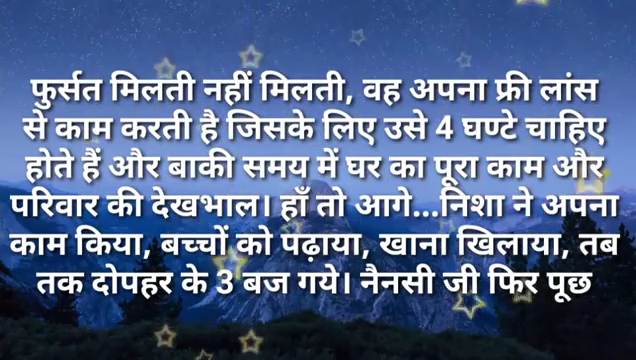 फुर्सत मिलती नहीं मिलती, वह अपना फ्री लांस
से काम करती है जिसके लिए उसे 4 घण्टे चाहिए
होते हैं और बाकी समय में घर का पूरा काम और
परिवार की देखभाल। हाँ तो आगे...निशा ने अपना
काम किया, बच्चों को पढ़ाया, खाना खिलाया, तब
तक दोपहर के 3 बज गये। नैनसी जी फिर पूछ